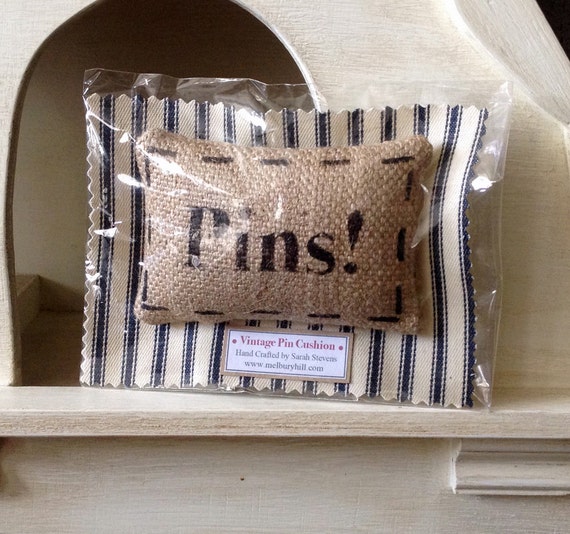 Pins!
• Vintage Pin Cushion •
Hand Crafted by Sarah Stevens
www.melburyhill.com